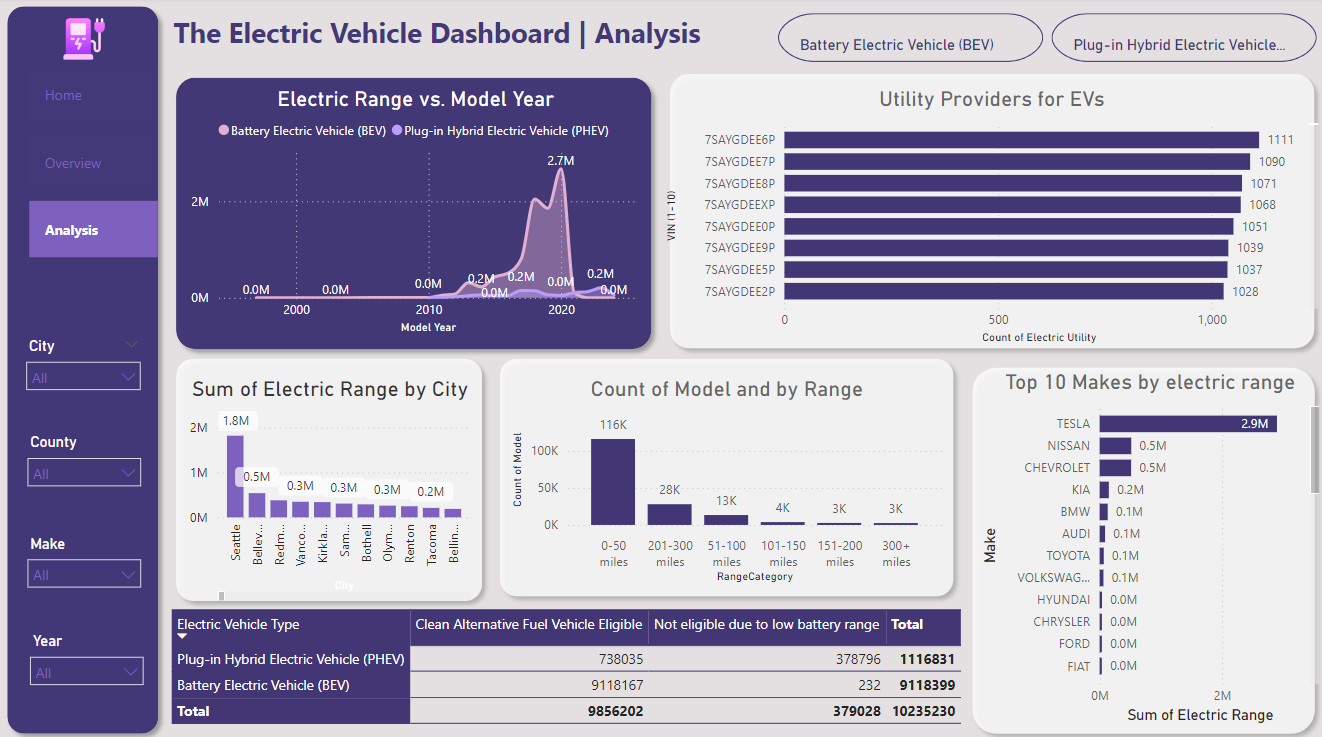 The Electric Vehicle Dashboard | Analysis
Battery Electric Vehicle (BEV)
Plug-in Hybrid Electric Vehicle...
Home
Overview
Analysis
City
All
County
All
Make
All
Year
All
Electric Range vs. Model Year
Battery Electric Vehicle (BEV) Plug-in Hybrid Electric Vehicle (PHEV)
2.7M
2M
0.2M 0.2M 0.0M 0.2M
0.0M 0.0M 0.0M 0.0M 0.0M
0M
2000 2010 2020
Model Year
Utility Providers for EVs
VIN (1-10)
7SAYGDEE6P 1111
7SAYGDEE7P 1090
7SAYGDEE8P 1071
7SAYGDEEXP 1068
7SAYGDEE0P 1051
7SAYGDEE9P 1039
7SAYGDEE5P 1037
7SAYGDEE2P 1028
0 500 1,000
Count of Electric Utility
Sum of Electric Range by City
2M
1M
0M
1.8M 0.5M 0.3M 0.3M 0.3M 0.2M
Seattle
Bellev...
Redm...
Vanco...
Kirkla...
Sam...
Bothell
Olym...
Renton
Tacoma
Bellin...
City
Count of Model and by Range
Count of Model
100K
50K
0K
116K 28K 13K 4K 3K 3K
0-50 201-300 51-100 101-150 151-200 300+
miles miles miles miles miles miles
RangeCategory
Top 10 Makes by electric range
Make
TESLA 2.9M
NISSAN 0.5M
CHEVROLET 0.5M
KIA 0.2M
BMW 0.1M
AUDI 0.1M
TOYOTA 0.1M
VOLKSWAG... 0.1M
HYUNDAI 0.0M
CHRYSLER 0.0M
FORD 0.0M
FIAT 0.0M
0M 2M
Sum of Electric Range
Electric Vehicle Type Clean Alternative Fuel Vehicle Eligible Not eligible due to low battery range Total
Plug-in Hybrid Electric Vehicle (PHEV) 738035 378796 1116831
Battery Electric Vehicle (BEV) 9118167 232 9118399
Total 9856202 379028 10235230